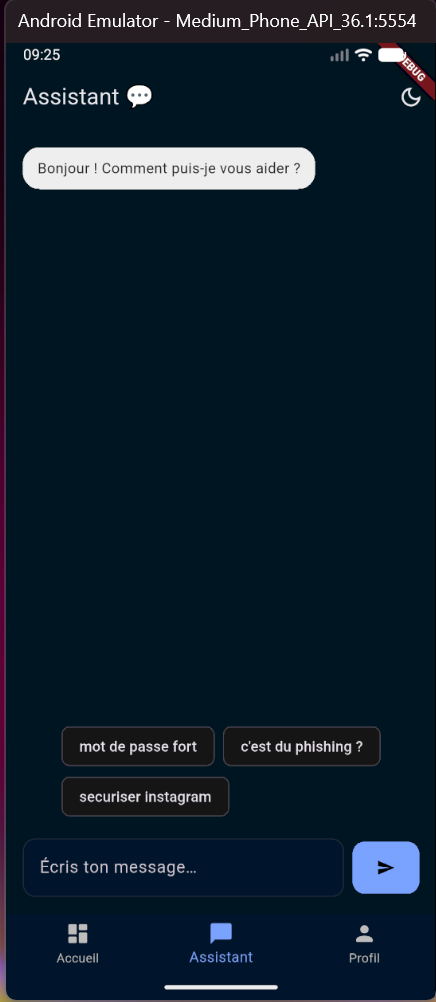 Android Emulator - Medium_Phone_API_36.1:5554
09:25
EBUG
Assistant 💬
Bonjour ! Comment puis-je vous aider ?
mot de passe fort
c'est du phishing ?
securiser instagram
Écris ton message...
Accueil
Assistant
Profil